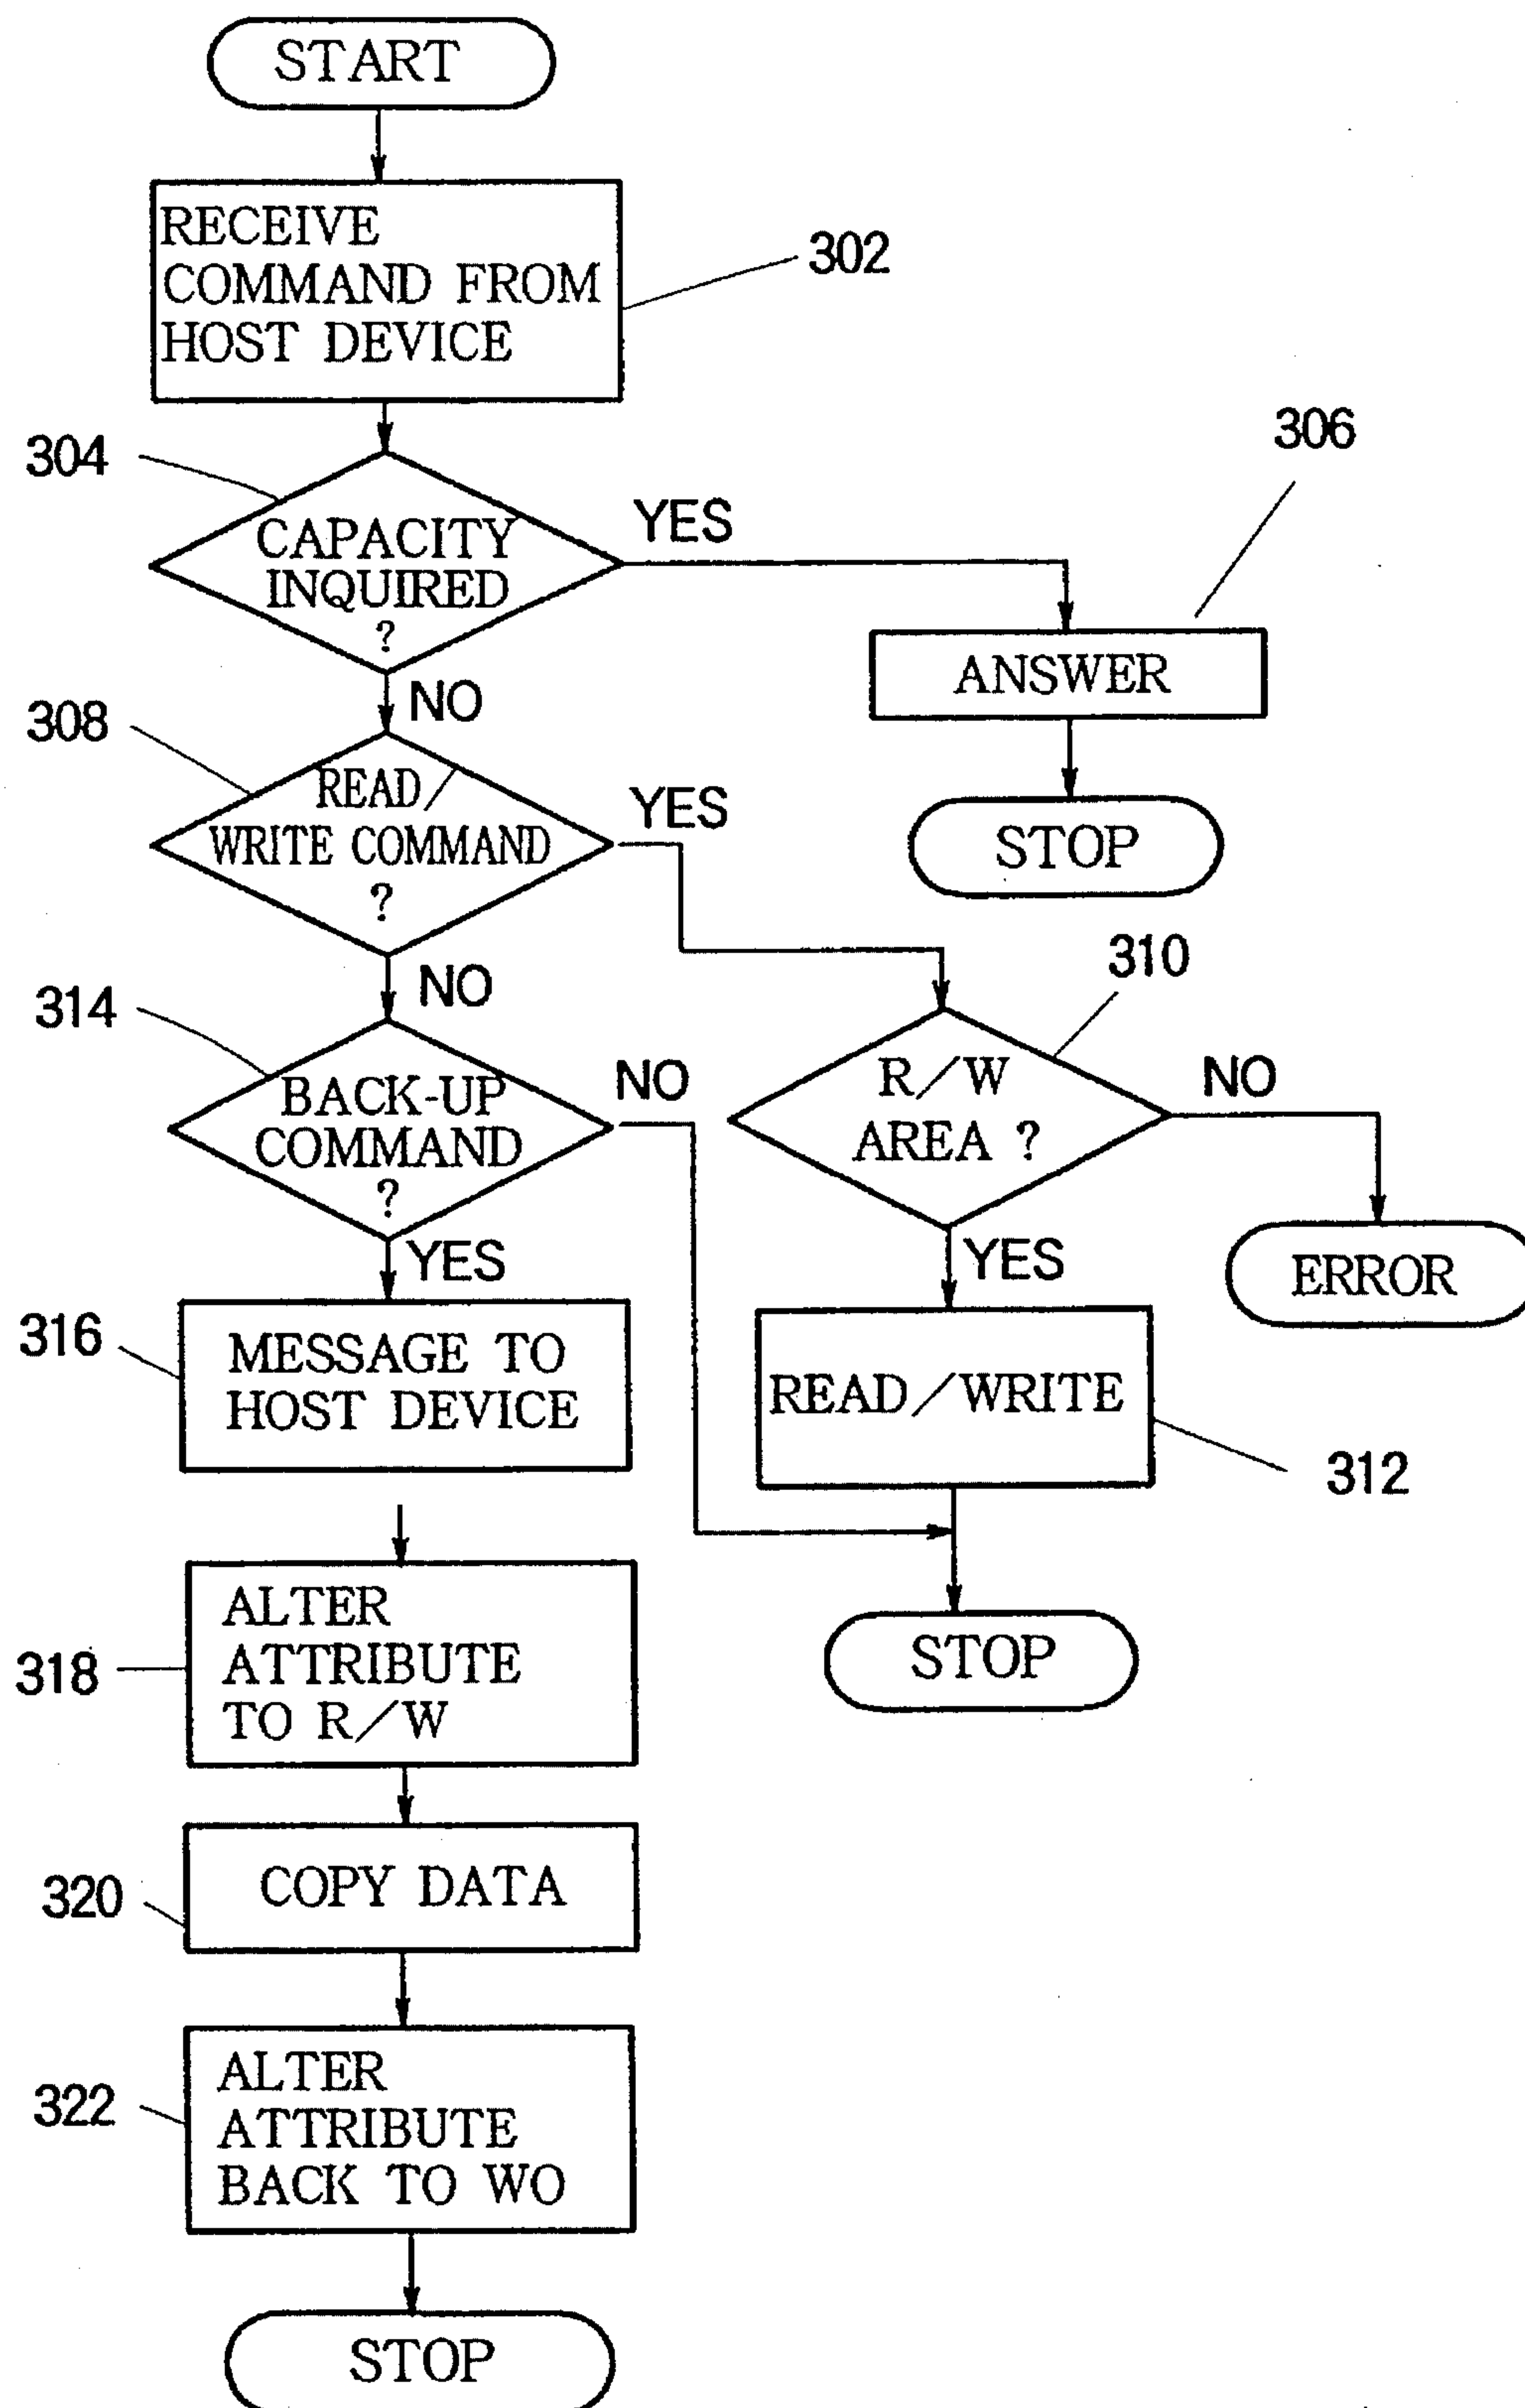 START
RECEIVE
COMMAND FROM
HOST DEVICE
302
304
CAPACITY
INQUIRED
?
YES
306
ANSWER
STOP
NO
308
READ/
WRITE COMMAND
?
YES
NO
310
R/W
AREA ?
NO
ERROR
YES
READ/WRITE
312
314
BACK-UP
COMMAND
?
NO
STOP
YES
316
MESSAGE TO
HOST DEVICE
318
ALTER
ATTRIBUTE
TO R/W
320
COPY DATA
322
ALTER
ATTRIBUTE
BACK TO WO
STOP